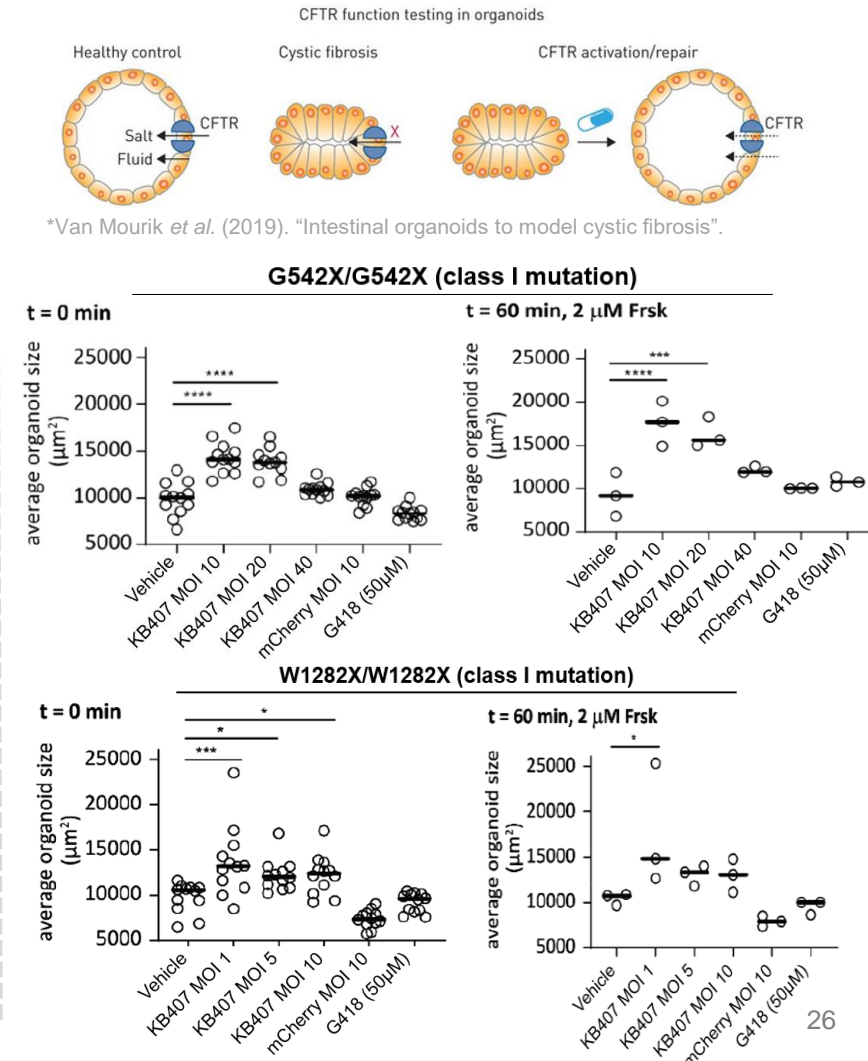 CFTR function testing in organoids
Healthy control
Cystic fibrosis
CFTR activation/repair
CFTR
Salt
Fluid
X
CFTR
*Van Mourik et al. (2019). “Intestinal organoids to model cystic fibrosis”.
G542X/G542X (class I mutation)
t = 0 min
average organoid size
(µm²)
25000
20000
15000
10000
5000
****
****
Vehicle
KB407 MOI 10
KB407 MOI 20
KB407 MOI 40
mCherry MOI 10
G418 (50µM)
t = 60 min, 2 µM Frsk
average organoid size
(µm²)
25000
20000
15000
10000
5000
***
****
Vehicle
KB407 MOI 10
KB407 MOI 20
KB407 MOI 40
mCherry MOI 10
G418 (50µM)
W1282X/W1282X (class I mutation)
t = 0 min
average organoid size
(µm²)
25000
20000
15000
10000
5000
*
*
***
Vehicle
KB407 MOI 1
KB407 MOI 5
KB407 MOI 10
mCherry MOI 10
G418 (50µM)
t = 60 min, 2 µM Frsk
average organoid size
(µm²)
25000
20000
15000
10000
5000
*
Vehicle
KB407 MOI 1
KB407 MOI 5
KB407 MOI 10
mCherry MOI 10
G418 (50µM)
26